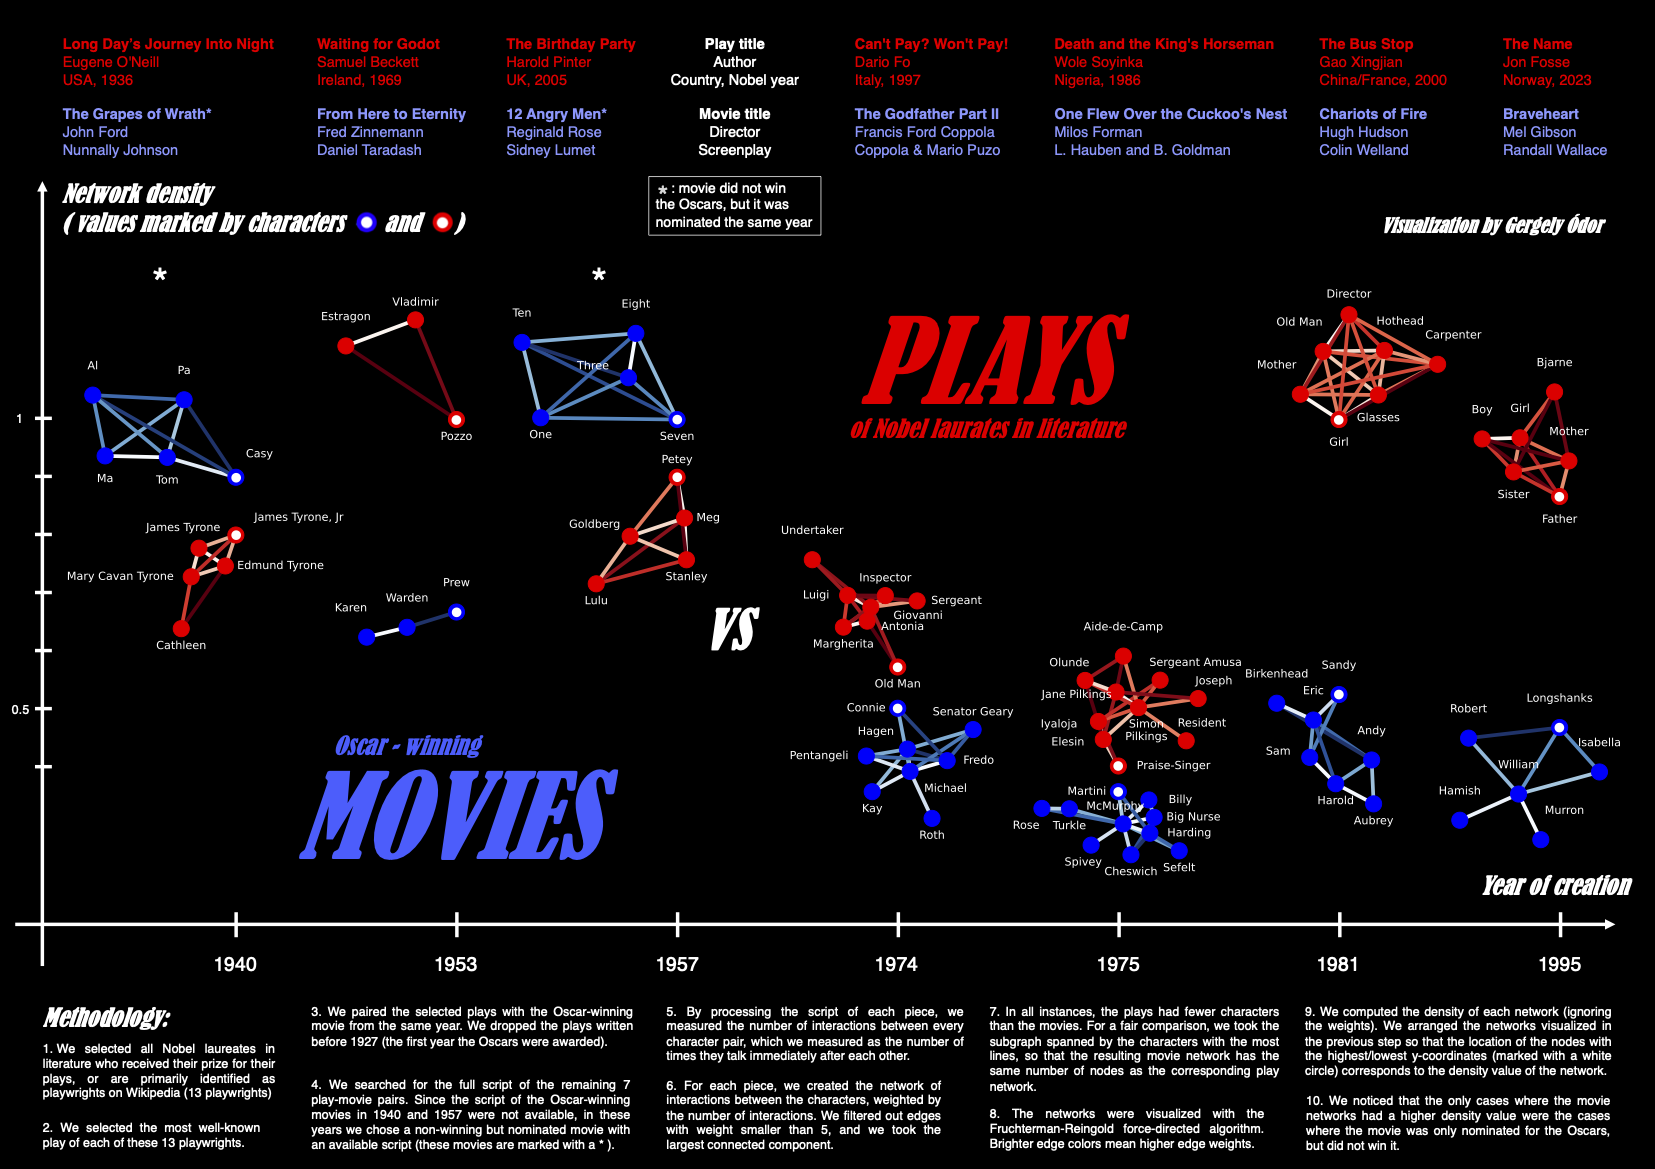 Long Day's Journey Into Night
Eugene O'Neill
USA, 1936
Waiting for Godot
Samuel Beckett
Ireland, 1969
The Birthday Party
Harold Pinter
UK, 2005
Play title
Author
Country, Nobel year
Can't Pay? Won't Pay!
Dario Fo
Italy, 1997
Death and the King's Horseman
Wole Soyinka
Nigeria, 1986
The Bus Stop
Gao Xingjian
China/France, 2000
The Name
Jon Fosse
Norway, 2023
The Grapes of Wrath*
John Ford
Nunnally Johnson
From Here to Eternity
Fred Zinnemann
Daniel Taradash
12 Angry Men*
Reginald Rose
Sidney Lumet
Movie title
Director
Screenplay
The Godfather Part II
Francis Ford Coppola
Coppola & Mario Puzo
One Flew Over the Cuckoo's Nest
Milos Forman
L. Hauben and B. Goldman
Chariots of Fire
Hugh Hudson
Colin Welland
Braveheart
Mel Gibson
Randall Wallace
Network density
( values marked by characters and )
* : movie did not win
the Oscars, but it was
nominated the same year
Visualization by Gergely Ódor
*
*
Al
Pa
Casy
Ma
Tom
Estragon
Vladimir
Pozzo
Ten
Eight
Three
One
Seven
PLAYS
of Nobel laurates in literature
Director
Old Man
Hothead
Carpenter
Mother
Glasses
Girl
Bjarne
Boy
Girl
Mother
Sister
Father
1
James Tyrone
James Tyrone, Jr
Mary Cavan Tyrone
Edmund Tyrone
Cathleen
Karen
Warden
Prew
Petey
Goldberg
Meg
Stanley
Lulu
VS
Undertaker
Inspector
Luigi
Sergeant
Giovanni
Antonia
Margherita
Old Man
Aide-de-Camp
Olunde
Sergeant Amusa
Jane Pilkings
Joseph
Iyaloja
Simon
Pilkings
Resident
Elesin
Praise-Singer
0.5
Oscar - winning
MOVIES
Connie
Senator Geary
Hagen
Pentangeli
Fredo
Michael
Kay
Roth
Martini
Billy
McMurphy
Big Nurse
Rose
Turkle
Harding
Spivey
Cheswich
Sefelt
Birkenhead
Sandy
Eric
Andy
Sam
Harold
Aubrey
Longshanks
Robert
Isabella
William
Hamish
Murron
Year of creation
1940
1953
1957
1974
1975
1981
1995
Methodology:
1. We selected all Nobel laureates in
literature who received their prize for their
plays, or are primarily identified as
playwrights on Wikipedia (13 playwrights)
2. We selected the most well-known
play of each of these 13 playwrights.
3. We paired the selected plays with the Oscar-winning
movie from the same year. We dropped the plays written
before 1927 (the first year the Oscars were awarded).
4. We searched for the full script of the remaining 7
play-movie pairs. Since the script of the Oscar-winning
movies in 1940 and 1957 were not available, in these
years we chose a non-winning but nominated movie with
an available script (these movies are marked with a * ).
5. By processing the script of each piece, we
measured the number of interactions between every
character pair, which we measured as the number of
times they talk immediately after each other.
6. For each piece, we created the network of
interactions between the characters, weighted by
the number of interactions. We filtered out edges
with weight smaller than 5, and we took the
largest connected component.
7. In all instances, the plays had fewer characters
than the movies. For a fair comparison, we took the
subgraph spanned by the characters with the most
lines, so that the resulting movie network has the
same number of nodes as the corresponding play
network.
8. The networks were visualized with the
Fruchterman-Reingold force-directed algorithm.
Brighter edge colors mean higher edge weights.
9. We computed the density of each network (ignoring
the weights). We arranged the networks visualized in
the previous step so that the location of the nodes with
the highest/lowest y-coordinates (marked with a white
circle) corresponds to the density value of the network.
10. We noticed that the only cases where the movie
networks had a higher density value were the cases
where the movie was only nominated for the Oscars,
but did not win it.